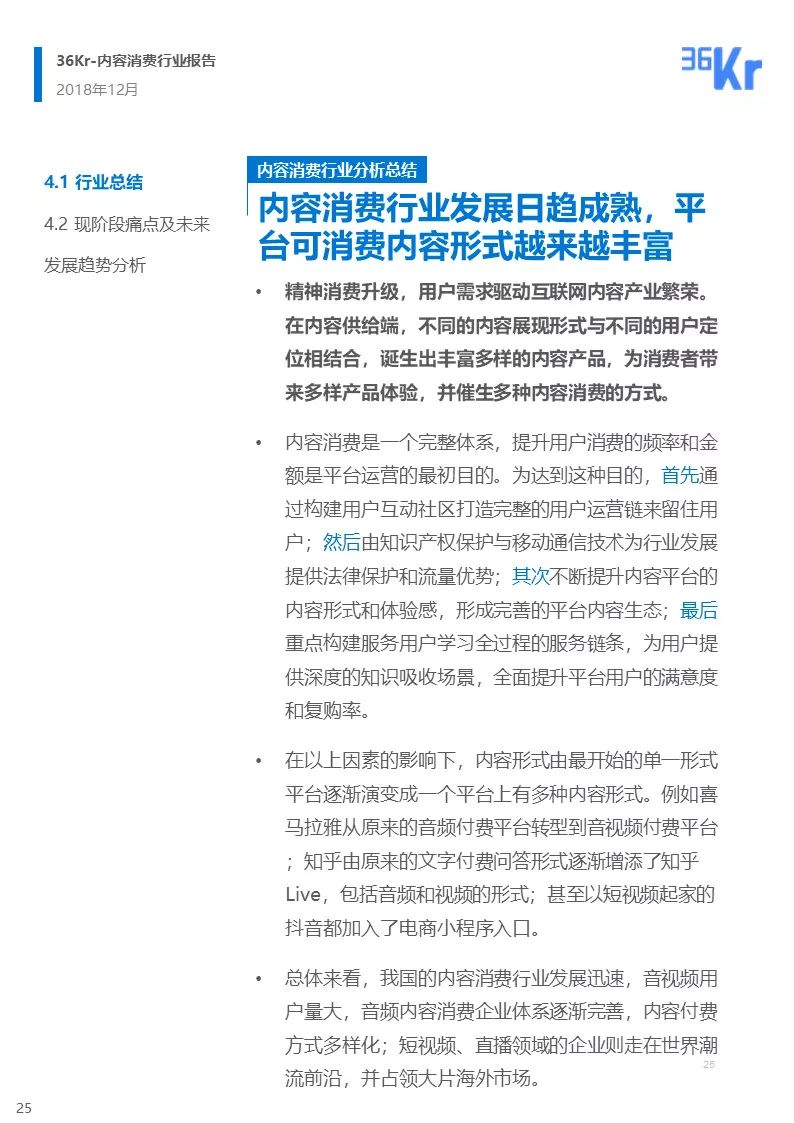 36Kr-内容消费行业报告
2018年12月
36Kr
4.1 行业总结
4.2 现阶段痛点及未来
发展趋势分析
内容消费行业分析总结
内容消费行业发展日趋成熟，平
台可消费内容形式越来越丰富
• 精神消费升级，用户需求驱动互联网内容产业繁荣。
在内容供给端，不同的内容展现形式与不同的用户定
位相结合，诞生出丰富多样的内容产品，为消费者带
来多样产品体验，并催生多种内容消费的方式。
• 内容消费是一个完整体系，提升用户消费的频率和金
额是平台运营的最初目的。为达到这种目的，首先通
过构建用户互动社区打造完整的用户运营链来留住用
户；然后由知识产权保护与移动通信技术为行业发展
提供法律保护和流量优势；其次不断提升内容平台的
内容形式和体验感，形成完善的平台内容生态；最后
重点构建服务用户学习全过程的服务链条，为用户提
供深度的知识吸收场景，全面提升平台用户的满意度
和复购率。
• 在以上因素的影响下，内容形式由最开始的单一形式
平台逐渐演变成一个平台上有多种内容形式。例如喜
马拉雅从原来的音频付费平台转型到音视频付费平台
；知乎由原来的文字付费问答形式逐渐增添了知乎
Live，包括音频和视频的形式；甚至以短视频起家的
抖音都加入了电商小程序入口。
• 总体来看，我国的内容消费行业发展迅速，音视频用
户量大，音频内容消费企业体系逐渐完善，内容付费
方式多样化；短视频、直播领域的企业则走在世界潮
流前沿，并占领大片海外市场。
25
25